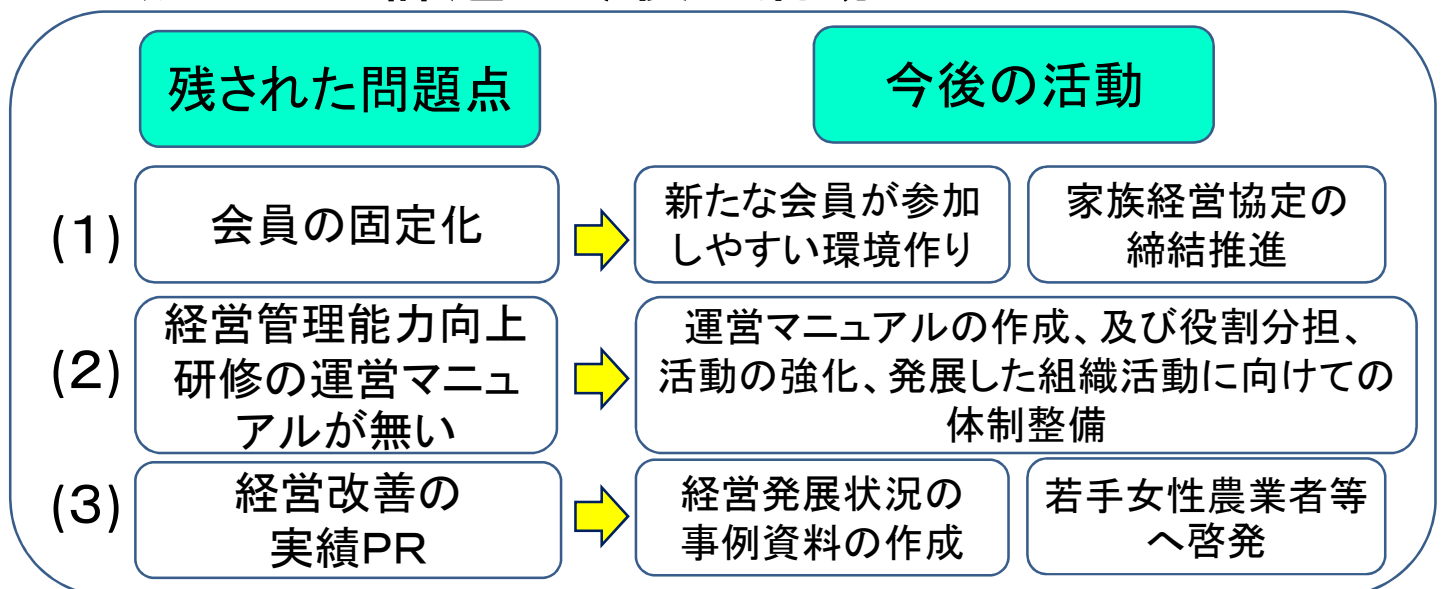 残された問題点
今後の活動
(1)
会員の固定化
新たな会員が参加
しやすい環境作り
家族経営協定の
締結推進
(2)
経営管理能力向上
研修の運営マニュ
アルが無い
運営マニュアルの作成、及び役割分担、
活動の強化、発展した組織活動に向けての
体制整備
(3)
経営改善の
実績PR
経営発展状況の
事例資料の作成
若手女性農業者等
へ啓発